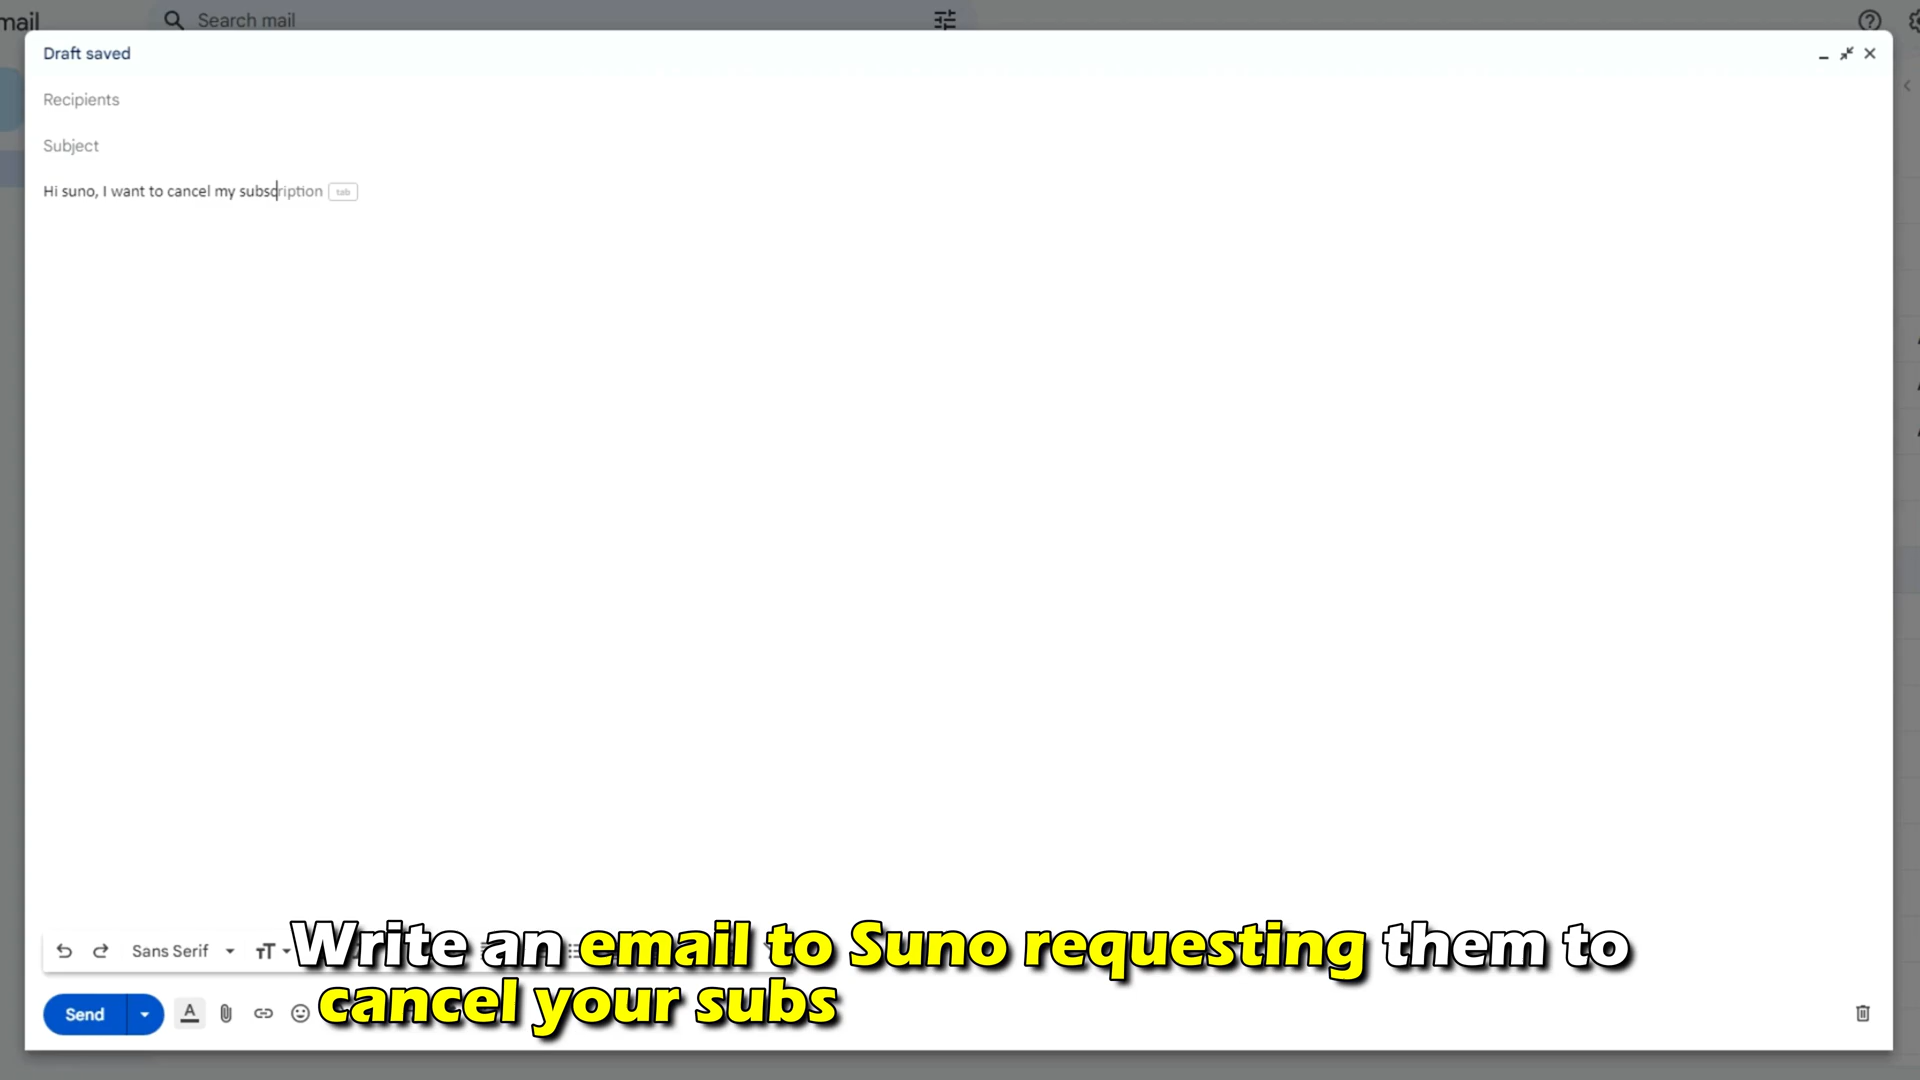 mail
Search mail
Draft saved
Recipients
Subject
Hi suno, I want to cancel my subscription tab
Sans Serif
Write an email to Suno requesting them to
cancel your subs
Send